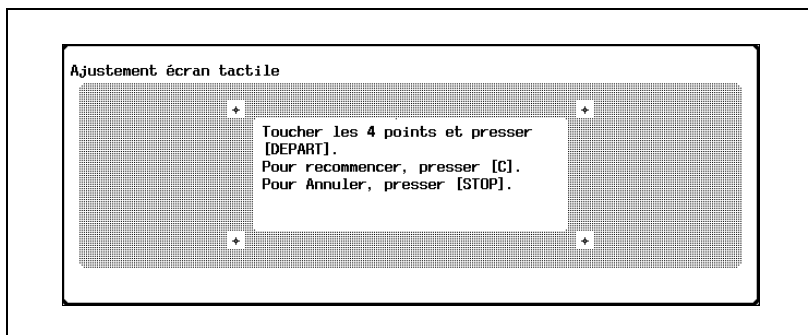 Ajustement écran tactile
Toucher les 4 points et presser
[DEPART].
Pour recommencer, presser [C].
Pour Annuler, presser [STOP].